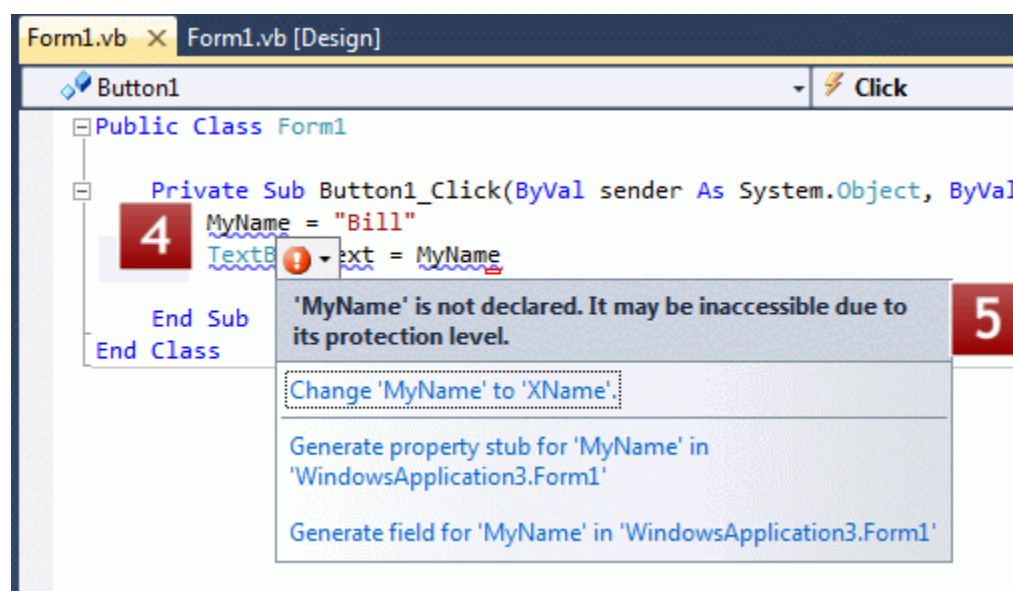 Form1.vb Form1.vb [Design]
Button1 Click
Public Class Form1
Private Sub Button1_Click(ByVal sender As System.Object, ByVal
4 MyName = "Bill"
TextB ext = MyName
'MyName' is not declared. It may be inaccessible due to
its protection level.
5
End Sub
End Class
Change 'MyName' to 'XName'.
Generate property stub for 'MyName' in
'WindowsApplication3.Form1'
Generate field for 'MyName' in 'WindowsApplication3.Form1'